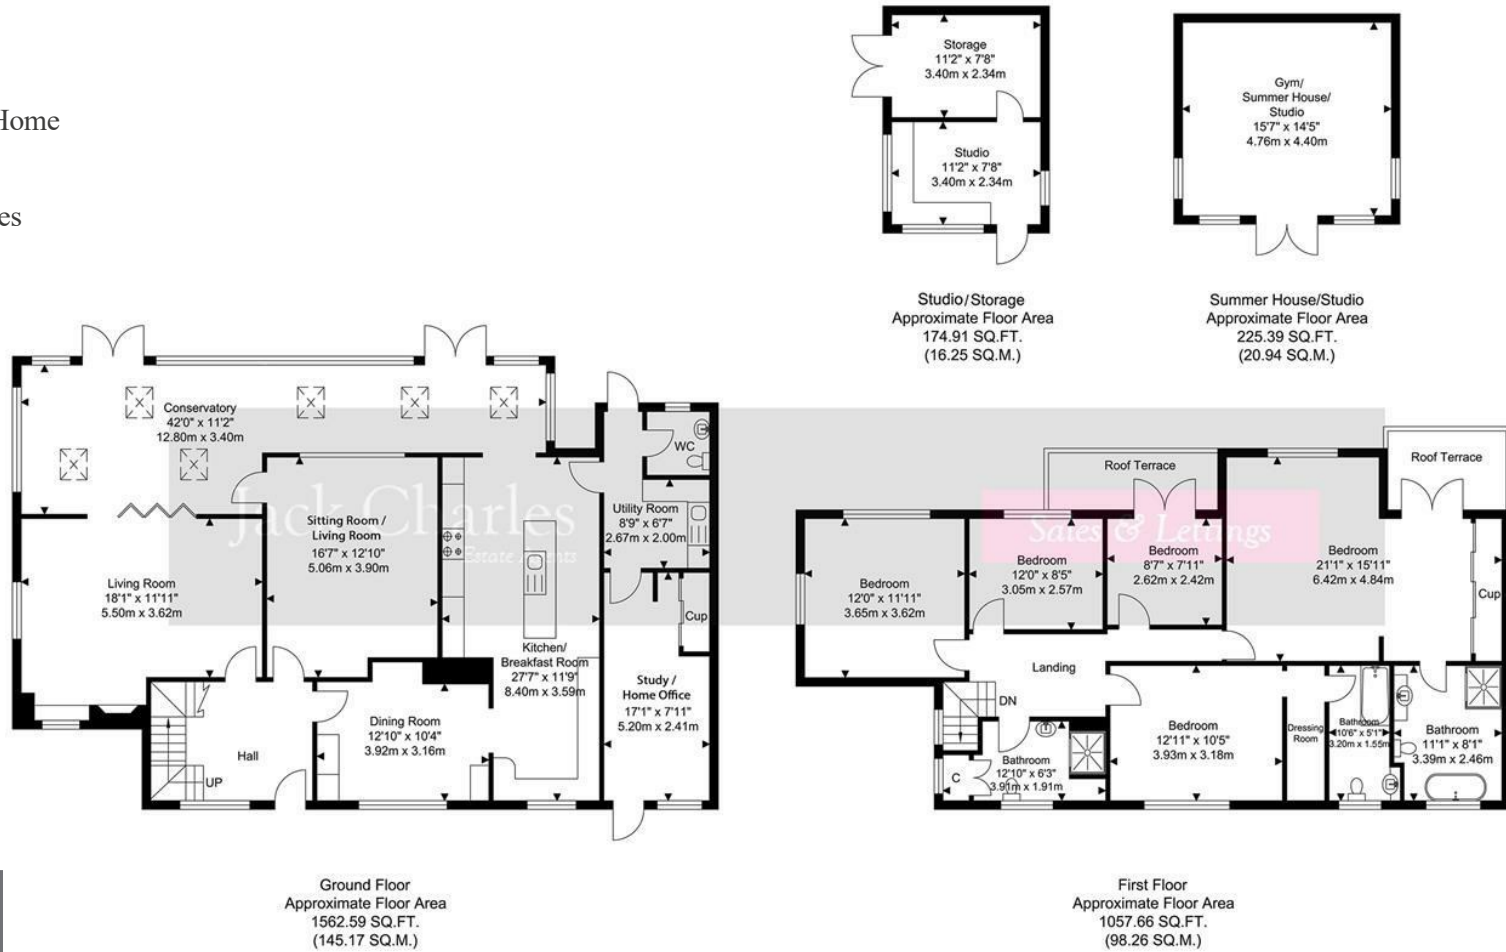 Home
es
Storage
11'2" x 7'8"
3.40m x 2.34m
Studio
11'2" x 7'8"
3.40m x 2.34m
Studio/Storage
Approximate Floor Area
174.91 SQ.FT.
(16.25 SQ.M.)
Gym/
Summer House/
Studio
15'7" x 14'5"
4.76m x 4.40m
Summer House/Studio
Approximate Floor Area
225.39 SQ.FT.
(20.94 SQ.M.)
Conservatory
42'0" x 11'2"
12.80m x 3.40m
WC
Utility Room
8'9" x 6'7"
2.67m x 2.00m
Jack Charles
Estate Agents
Sales & Lettings
Sitting Room /
Living Room
16'7" x 12'10"
5.06m x 3.90m
Living Room
18'1" x 11'11"
5.50m x 3.62m
Cup
Kitchen/
Breakfast Room
27'7" x 11'9"
8.40m x 3.59m
Study /
Home Office
17'1" x 7'11"
5.20m x 2.41m
Dining Room
12'10" x 10'4"
3.92m x 3.16m
Hall
UP
Ground Floor
Approximate Floor Area
1562.59 SQ.FT.
(145.17 SQ.M.)
Roof Terrace
Roof Terrace
Bedroom
12'0" x 11'11"
3.65m x 3.62m
Bedroom
12'0" x 8'5"
3.05m x 2.57m
Bedroom
8'7" x 7'11"
2.62m x 2.42m
Bedroom
21'1" x 15'11"
6.42m x 4.84m
Cup
Landing
DN
Bedroom
12'11" x 10'5"
3.93m x 3.18m
Dressing
Room
Bathroom
10'6" x 5'1"
3.20m x 1.55m
Bathroom
11'1" x 8'1"
3.39m x 2.46m
Bathroom
12'10" x 6'3"
3.91m x 1.91m
C
First Floor
Approximate Floor Area
1057.66 SQ.FT.
(98.26 SQ.M.)